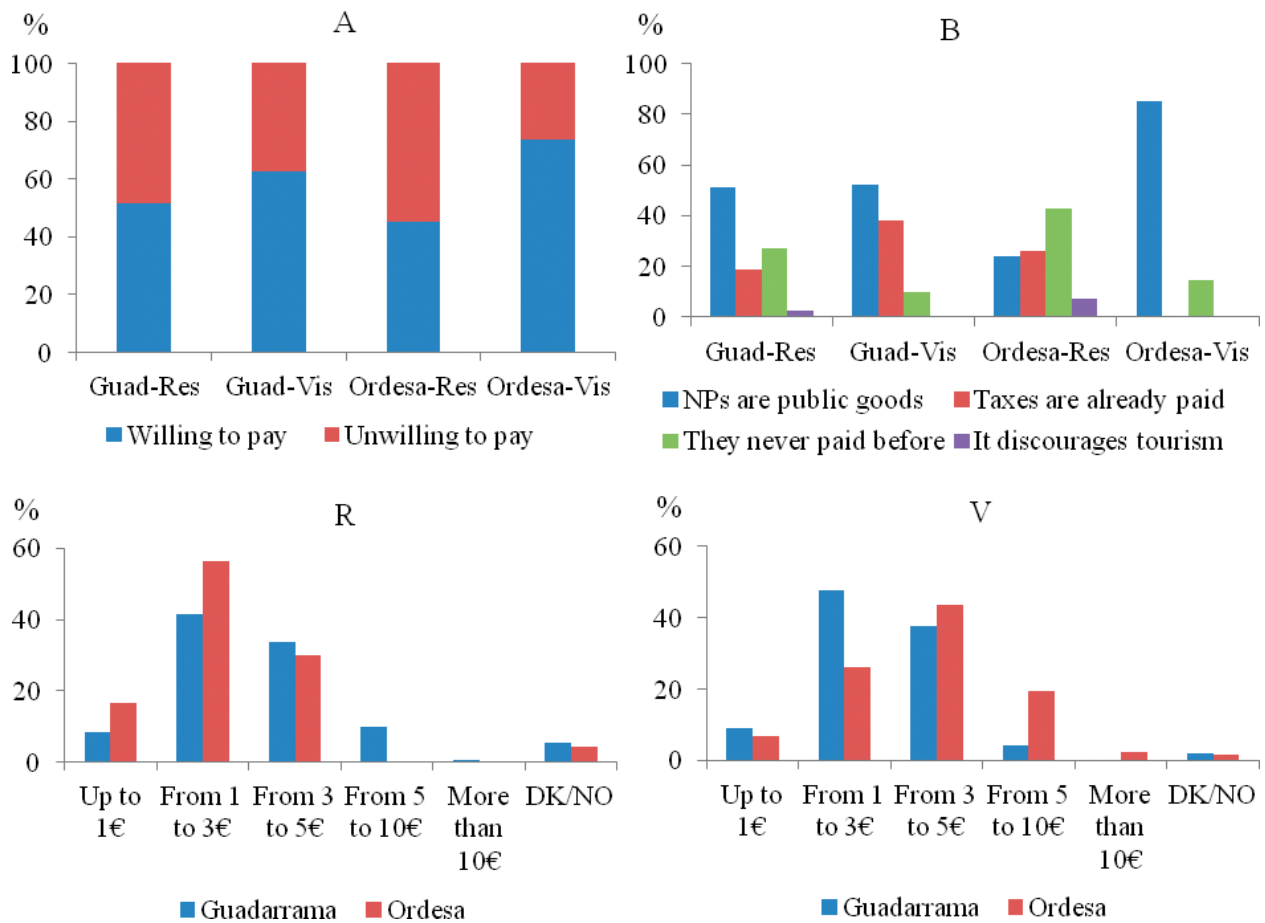 %
A
100
80
60
40
20
0
Guad-Res Guad-Vis Ordesa-Res Ordesa-Vis
Willing to pay Unwilling to pay
%
B
100
80
60
40
20
0
Guad-Res Guad-Vis Ordesa-Res Ordesa-Vis
NPs are public goods Taxes are already paid
They never paid before It discourages tourism
%
R
60
40
20
0
Up to 1€ From 1 to 3€ From 3 to 5€ From 5 to 10€ More than 10€ DK/NO
Guadarrama Ordesa
%
V
60
40
20
0
Up to 1€ From 1 to 3€ From 3 to 5€ From 5 to 10€ More than 10€ DK/NO
Guadarrama Ordesa